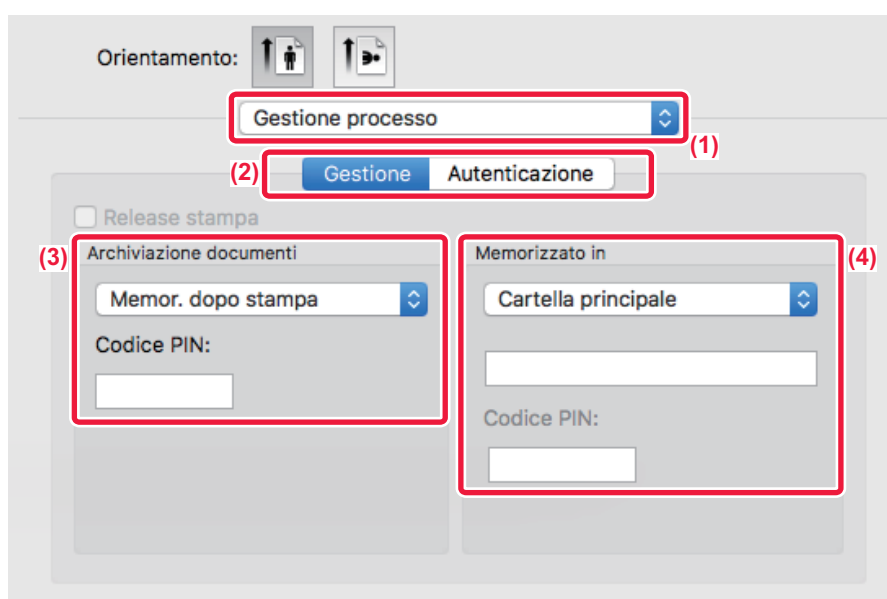 Orientamento:
Gestione processo
(1)
(2)
Gestione Autenticazione
Release stampa
(3)
Archiviazione documenti
Memor. dopo stampa
Codice PIN:
Memorizzato in
(4)
Cartella principale
Codice PIN: